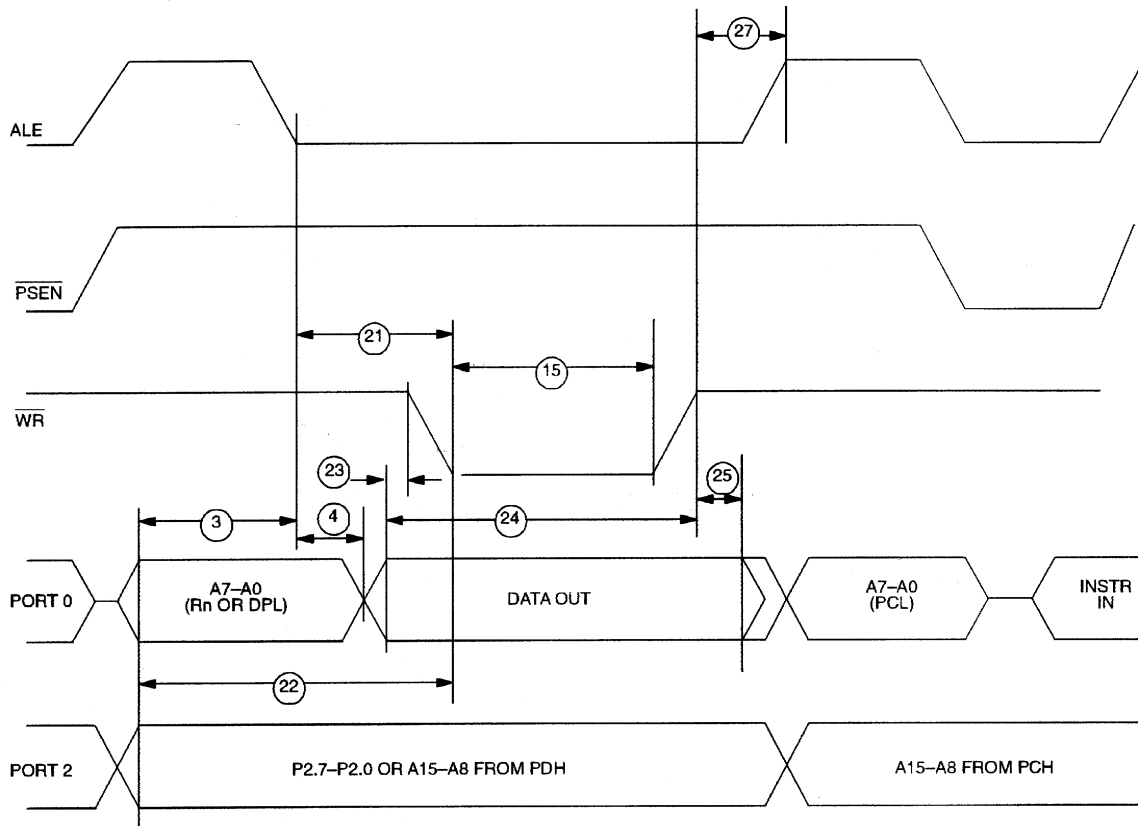 27
ALE
PSEN
21
15
WR
23
25
3
4
24
PORT 0
A7–A0
(Rn OR DPL)
DATA OUT
A7–A0
(PCL)
INSTR
IN
22
PORT 2
P2.7–P2.0 OR A15–A8 FROM PDH
A15–A8 FROM PCH